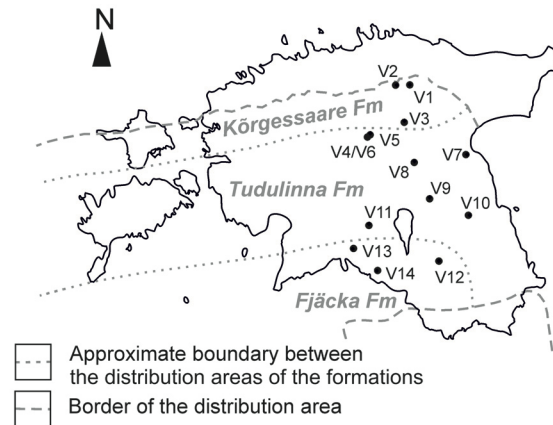 N
V2
V1
Kõrgessaare Fm
V3
V5
V4/V6
V7
V8
Tudulinna Fm
V9
V10
V11
V13
V12
V14
Fjäcka Fm
Approximate boundary between
the distribution areas of the formations
Border of the distribution area